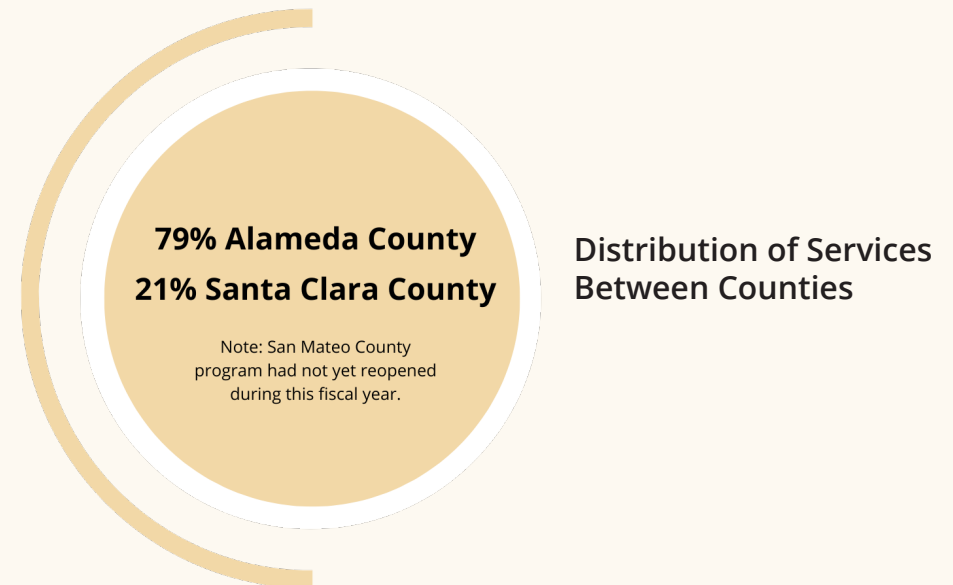 79% Alameda County
21% Santa Clara County
Note: San Mateo County
program had not yet reopened
during this fiscal year.
Distribution of Services
Between Counties